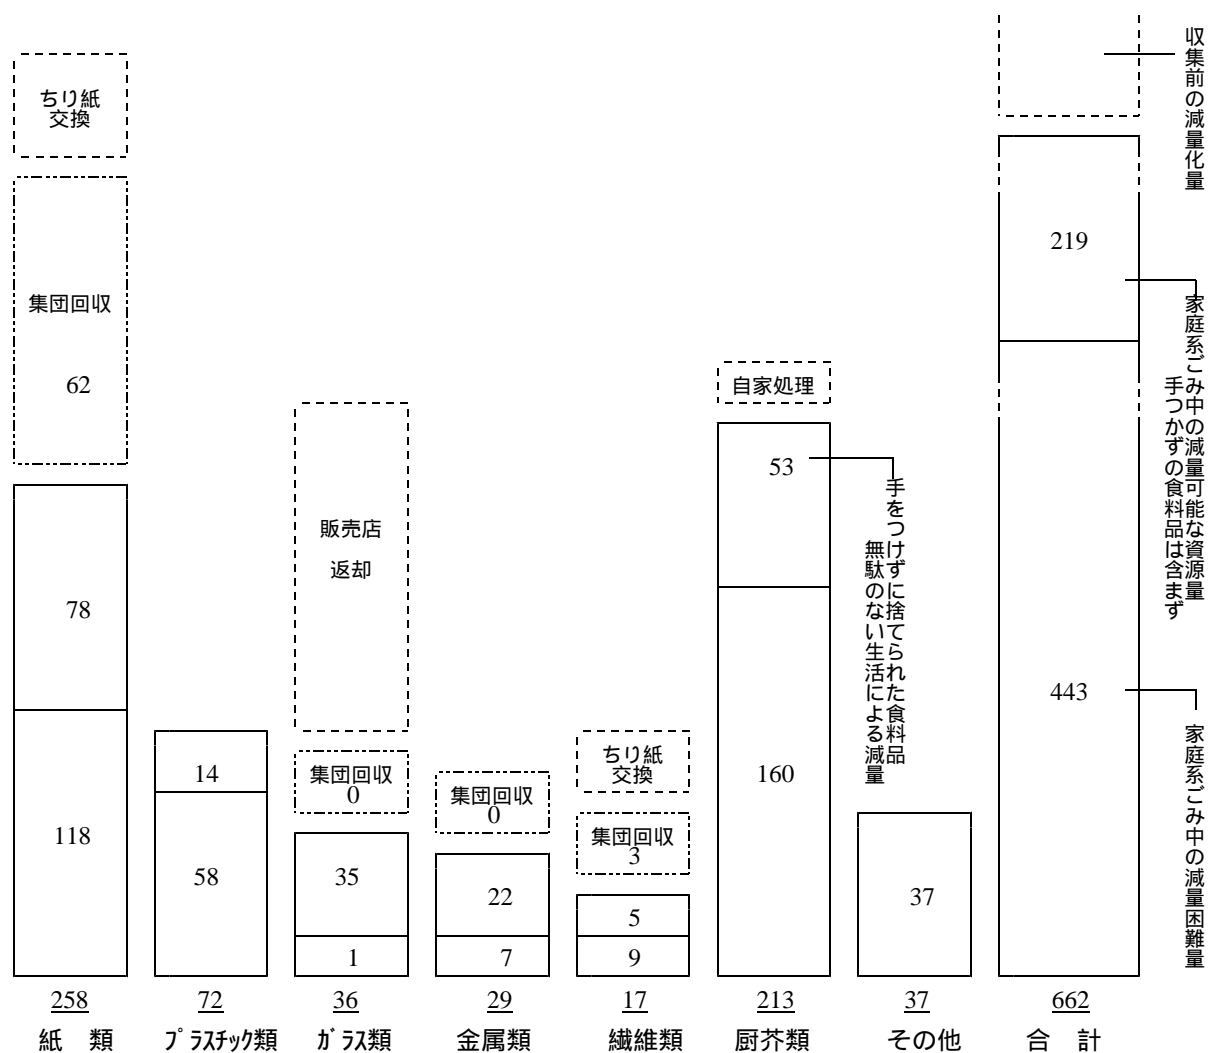 ちり紙
交換
集団回収
62
78
118
258
紙 類
14
58
72
プラスチック類
販売店
返却
集団回収
0
35
1
36
ガラス類
集団回収
0
22
7
29
金属類
ちり紙
交換
集団回収
3
5
9
17
繊維類
自家処理
53
160
213
厨芥類
手をつけずに捨てられた食料品
無駄のない生活による減量
37
37
その他
219
443
662
合 計
収集前の減量化量
家庭系ごみ中の減量可能な資源量
手つかずの食料品は含まず
家庭系ごみ中の減量困難量